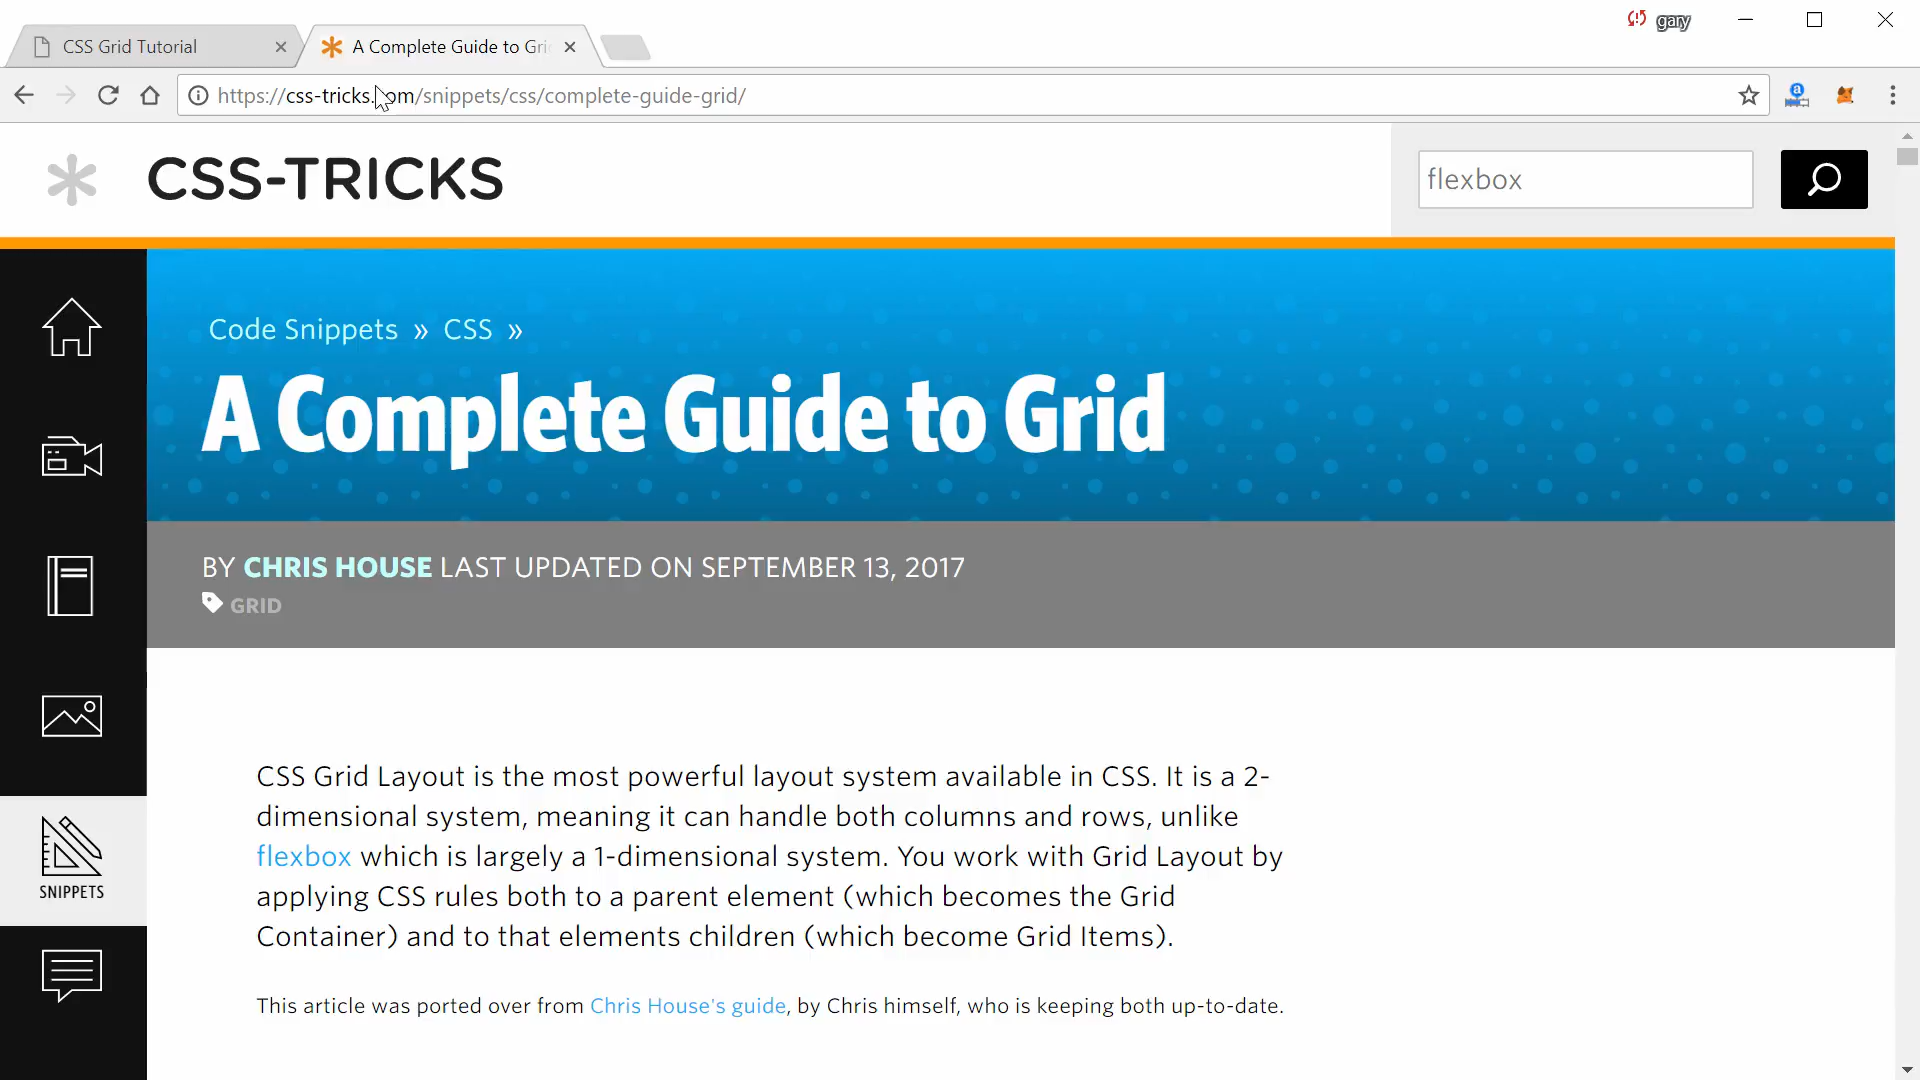 gary
CSS Grid Tutorial
A Complete Guide to Gri
https://css-tricks.com/snippets/css/complete-guide-grid/
CSS-TRICKS
flexbox
Code Snippets » CSS »
A Complete Guide to Grid
BY CHRIS HOUSE LAST UPDATED ON SEPTEMBER 13, 2017
GRID
CSS Grid Layout is the most powerful layout system available in CSS. It is a 2-
dimensional system, meaning it can handle both columns and rows, unlike
flexbox which is largely a 1-dimensional system. You work with Grid Layout by
applying CSS rules both to a parent element (which becomes the Grid
Container) and to that elements children (which become Grid Items).
SNIPPETS
This article was ported over from Chris House's guide, by Chris himself, who is keeping both up-to-date.